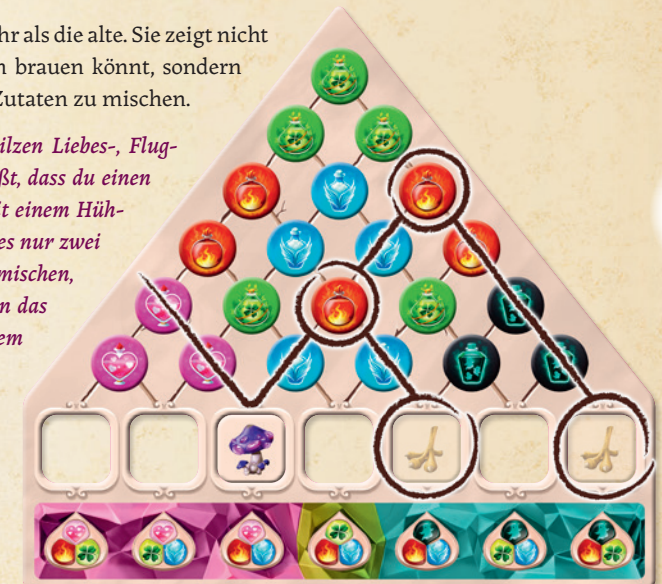 hr als die alte. Sie zeigt nicht
n brauen könnt, sondern
Zutaten zu mischen.
ilzen Liebes-, Flug-
ßt, dass du einen
it einem Hüh-
es nur zwei
mischen,
n das
em